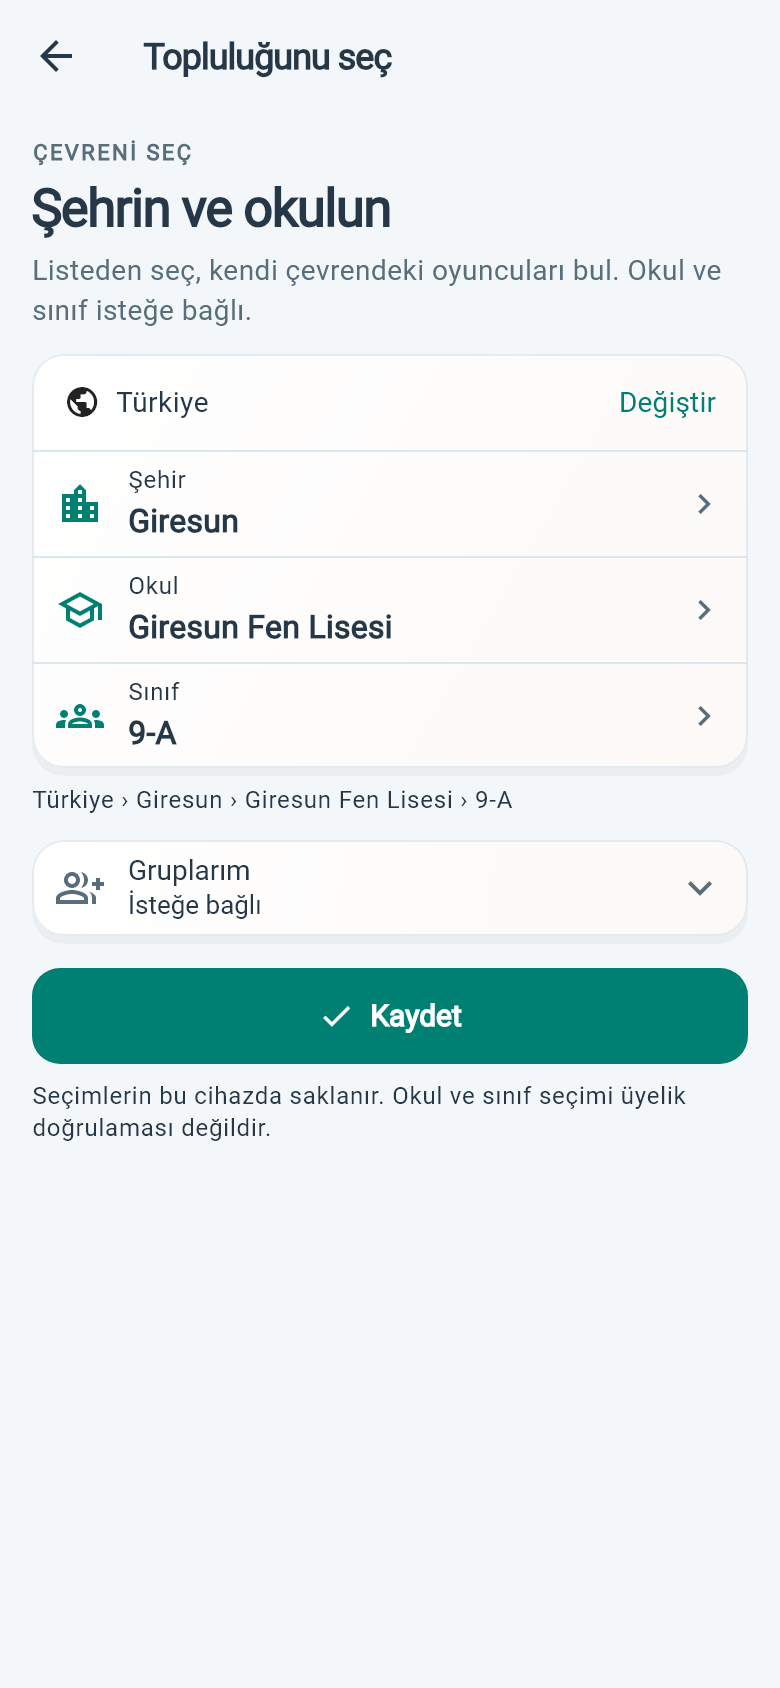 Topluluğunu seç
ÇEVRENİ SEÇ
Şehrin ve okulun
Listeden seç, kendi çevrendeki oyuncuları bul. Okul ve
sınıf isteğe bağlı.
Türkiye
Değiştir
Şehir
Giresun
Okul
Giresun Fen Lisesi
Sınıf
9-A
Türkiye › Giresun › Giresun Fen Lisesi › 9-A
Gruplarım
İsteğe bağlı
Kaydet
Seçimlerin bu cihazda saklanır. Okul ve sınıf seçimi üyelik
doğrulaması değildir.